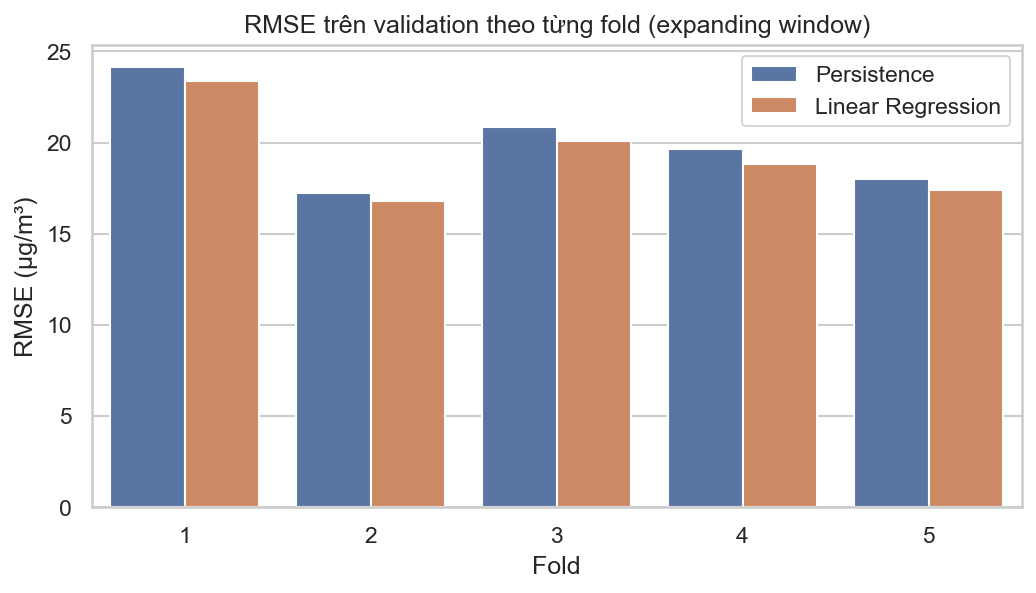 RMSE trên validation theo từng fold (expanding window)
Persistence
Linear Regression
RMSE (µg/m³)
25
20
15
10
5
0
1 2 3 4 5
Fold